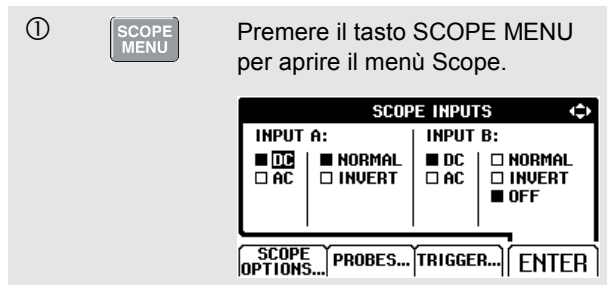 ①
SCOPE
MENU
Premere il tasto SCOPE MENU
per aprire il menù Scope.
SCOPE INPUTS
INPUT A: INPUT B:
■ DC ■ NORMAL ■ DC □ NORMAL
□ AC □ INVERT □ AC □ INVERT
■ OFF
SCOPE
OPTIONS... PROBES... TRIGGER... ENTER